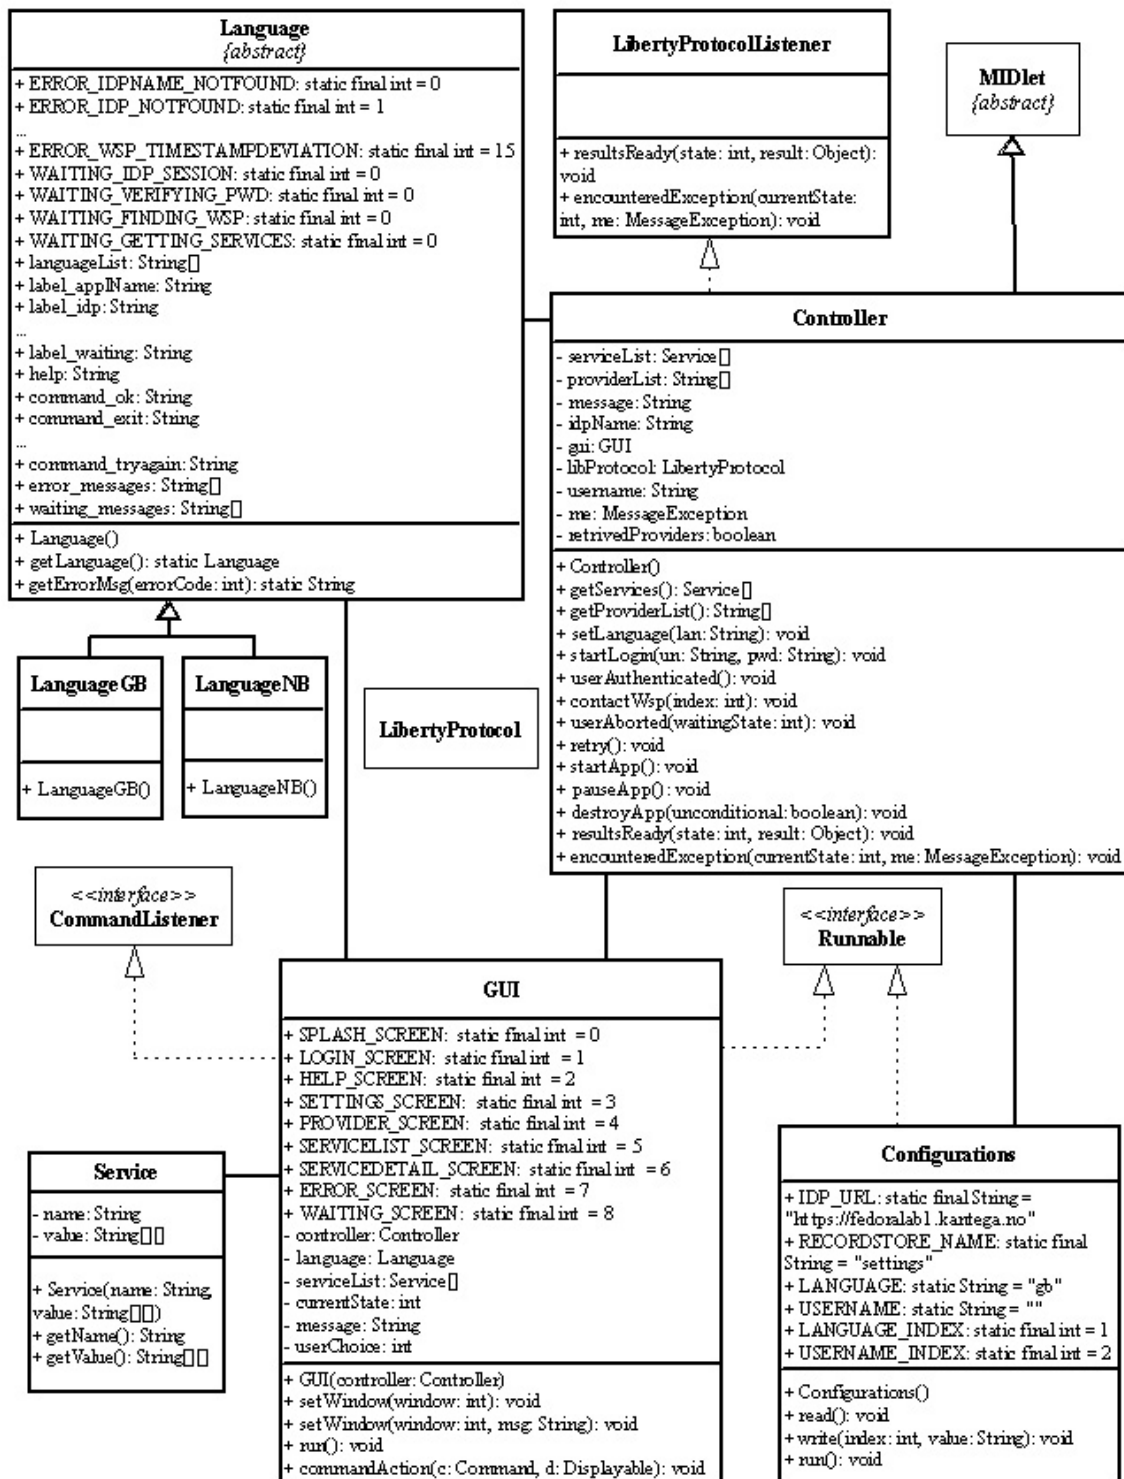 Language
{abstract}
+ ERROR_IDPNAME_NOTFOUND: static final int = 0
+ ERROR_IDP_NOTFOUND: static final int = 1
...
+ ERROR_WSP_TIMESTAMPDEVIATION: static final int = 15
+ WAITING_IDP_SESSION: static final int = 0
+ WAITING_VERIFYING_PWD: static final int = 0
+ WAITING_FINDING_WSP: static final int = 0
+ WAITING_GETTING_SERVICES: static final int = 0
+ languageList: String[]
+ label_applName: String
+ label_idp: String
...
+ label_waiting: String
+ help: String
+ command_ok: String
+ command_exit: String
...
+ command_tryagain: String
+ error_messages: String[]
+ waiting_messages: String[]
+ Language()
+ getLanguage(): static Language
+ getErrorMsg(errorCode: int): static String
LibertyProtocolListener
+ resultsReady(state: int, result: Object):
void
+ encounteredException(currentState:
int, me: MessageException): void
MIDlet
{abstract}
Controller
- serviceList: Service[]
- providerList: String[]
- message: String
- idpName: String
- gui: GUI
- libProtocol: LibertyProtocol
- username: String
- me: MessageException
- retrivedProviders: boolean
+ Controller()
+ getServices(): Service[]
+ getProviderList(): String[]
+ setLanguage(lan: String): void
+ startLogin(un: String, pwd: String): void
+ userAuthenticated(): void
+ contactWsp(index: int): void
+ userAborted(waitingState: int): void
+ retry(): void
+ startApp(): void
+ pauseApp(): void
+ destroyApp(unconditional: boolean): void
+ resultsReady(state: int, result: Object): void
+ encounteredException(currentState: int, me: MessageException): void
LanguageGB
+ LanguageGB()
LanguageNB
+ LanguageNB()
LibertyProtocol
<<interface>>
CommandListener
<<interface>>
Runnable
GUI
+ SPLASH_SCREEN: static final int = 0
+ LOGIN_SCREEN: static final int = 1
+ HELP_SCREEN: static final int = 2
+ SETTINGS_SCREEN: static final int = 3
+ PROVIDER_SCREEN: static final int = 4
+ SERVICELIST_SCREEN: static final int = 5
+ SERVICEDETAIL_SCREEN: static final int = 6
+ ERROR_SCREEN: static final int = 7
+ WAITING_SCREEN: static final int = 8
- controller: Controller
- language: Language
- serviceList: Service[]
- currentState: int
- message: String
- userChoice: int
+ GUI(controller: Controller)
+ setWindow(window: int): void
+ setWindow(window: int, msg: String): void
+ run(): void
+ commandAction(c: Command, d: Displayable): void
Service
- name: String
- value: String[][]
+ Service(name: String,
value: String[][])
+ getName(): String
+ getValue(): String[][]
Configurations
+ IDP_URL: static final String =
"https://fedoralab1.kantega.no"
+ RECORDSTORE_NAME: static final
String = "settings"
+ LANGUAGE: static String = "gb"
+ USERNAME: static String = ""
+ LANGUAGE_INDEX: static final int = 1
+ USERNAME_INDEX: static final int = 2
+ Configurations()
+ read(): void
+ write(index: int, value: String): void
+ run(): void